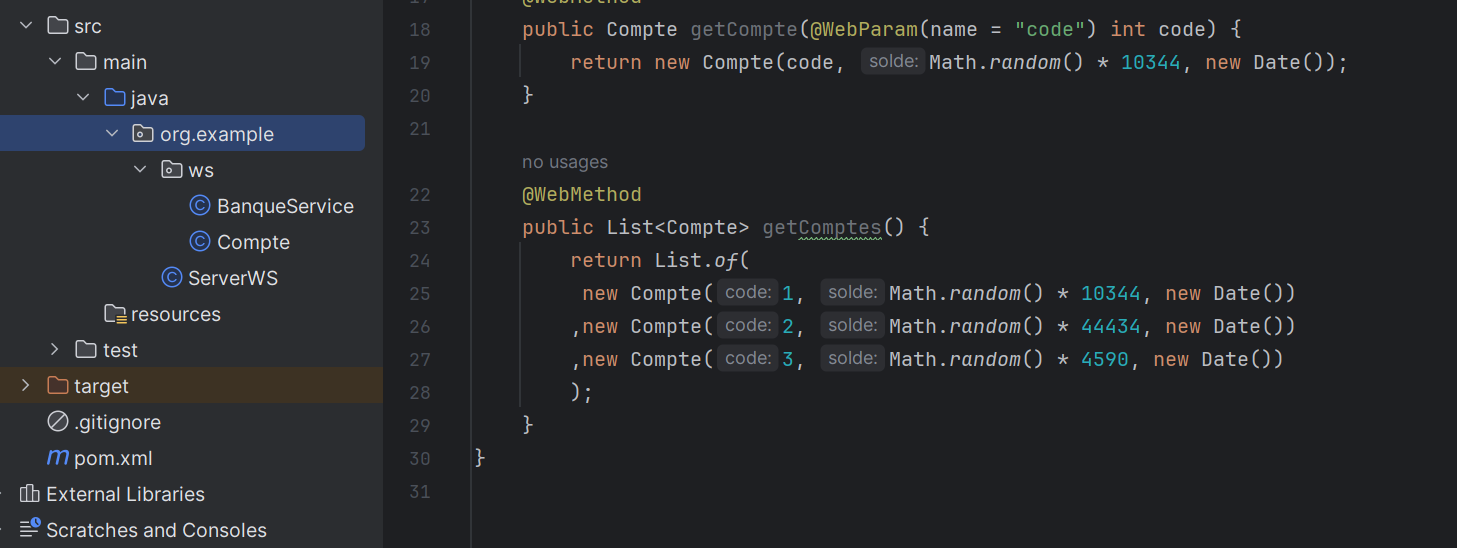 src
main
java
org.example
ws
BanqueService
Compte
ServerWS
resources
test
target
.gitignore
pom.xml
External Libraries
Scratches and Consoles
@WebMethod
18 public Compte getCompte(@WebParam(name = "code") int code) {
19 return new Compte(code, solde: Math.random() * 10344, new Date());
20 }
21
no usages
22 @WebMethod
23 public List<Compte> getComptes() {
24 return List.of(
25 new Compte( code: 1, solde: Math.random() * 10344, new Date())
26 ,new Compte( code: 2, solde: Math.random() * 44434, new Date())
27 ,new Compte( code: 3, solde: Math.random() * 4590, new Date())
28 );
29 }
30 }
31